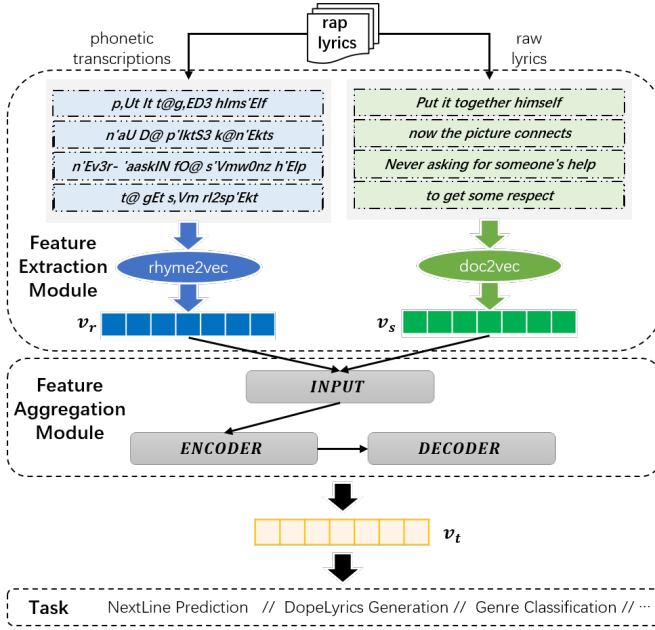 rap
lyrics
phonetic
transcriptions
raw
lyrics
p,Ut It t@g,ED3 hIms'Elf
n'aU D@ p'IktS3 k@n'Ekts
n'Ev3r- 'aaskIN fO@ s'Vmw0nz h'Elp
t@ gEt s,Vm rI2sp'Ekt
Put it together himself
now the picture connects
Never asking for someone's help
to get some respect
Feature
Extraction
Module
rhyme2vec
doc2vec
v_r
v_s
Feature
Aggregation
Module
INPUT
ENCODER
DECODER
v_t
Task NextLine Prediction // DopeLyrics Generation // Genre Classification // ···